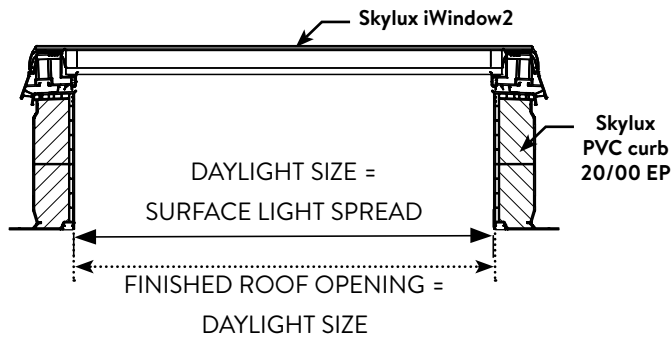 Skylux iWindow2
Skylux
PVC curb
20/00 EP
DAYLIGHT SIZE =
SURFACE LIGHT SPREAD
FINISHED ROOF OPENING =
DAYLIGHT SIZE